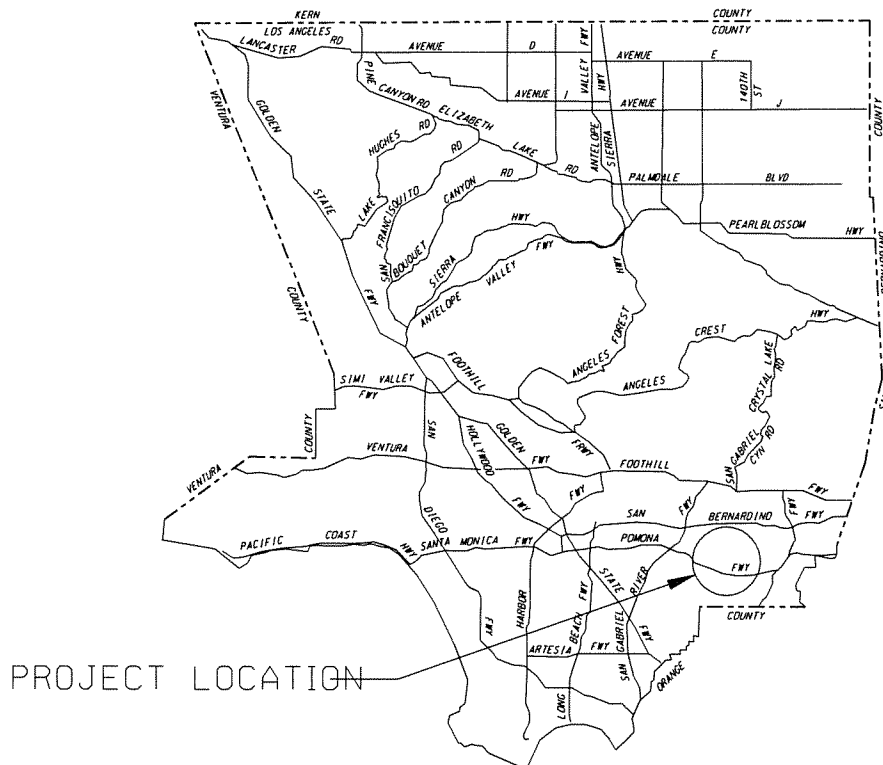 KERN COUNTY
LOS ANGELES COUNTY
LANCASTER RD
AVENUE D
FWY
AVENUE E
PINE
VALLEY
HWY
AVENUE I
AVENUE J
140TH ST
VENTURA
GOLDEN
CANYON RD
ELIZABETH
COUNTY
HUGHES RD
RD
LAKE
RD
ANTELOPE
SIERRA
PALMDALE BLVD
STATE
LAKE
FRANCISQUITO
CANYON RD
HWY
PEARLBLOSSOM HWY
BERNARDINO
SAN
BOUQUET
SIERRA
FWY
HWY
COUNTY
FWY
ANTELOPE VALLEY
FOREST
CREST
HWY
ANGELES
SIMI VALLEY
FWY
FOOTHILL
ANGELES
CRYSTAL LAKE
RD
COUNTY
SAN
HOLLYWOOD
GOLDEN
FRWY
SAN GABRIEL
CYN RD
VENTURA
VENTURA
FWY
FOOTHILL
FWY
FWY
FWY
FWY
FWY
DIEGO
SAN BERNARDINO FWY
PACIFIC COAST
HWY
SANTA MONICA FWY
POMONA
FWY
STATE
RIVER
HARBOR
FWY
BEACH
FWY
COUNTY
ARTESIA FWY
SAN GABRIEL
FWY
ORANGE
LONG
PROJECT LOCATION